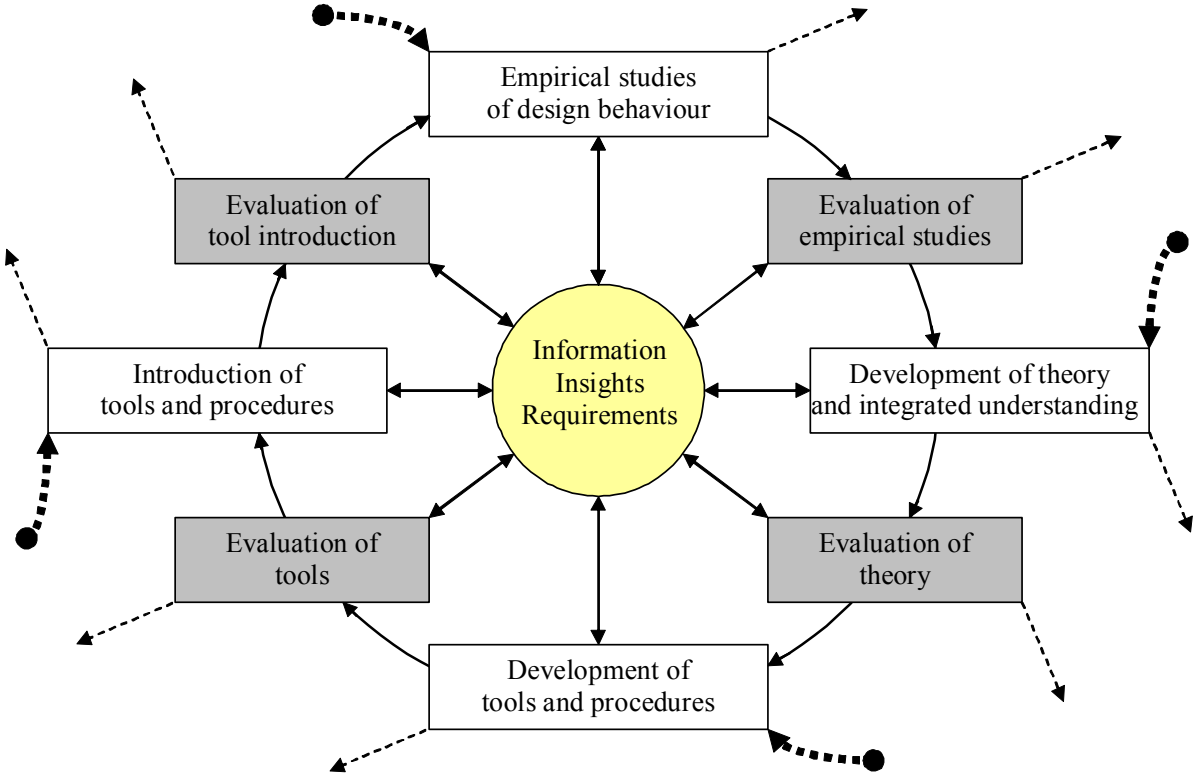 Empirical studies
of design behaviour
Evaluation of
tool introduction
Evaluation of
empirical studies
Information
Insights
Requirements
Introduction of
tools and procedures
Development of theory
and integrated understanding
Evaluation of
tools
Evaluation of
theory
Development of
tools and procedures